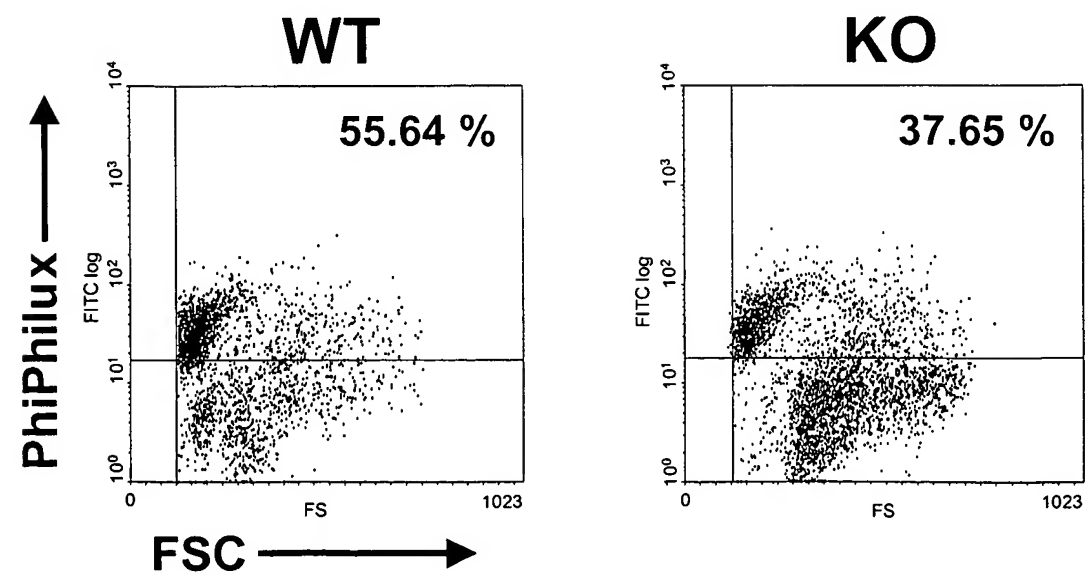 WT
KO
55.64 %
37.65 %
PhiPhilux
FITC log
10⁴
10³
10²
10¹
10⁰
0
FS
1023
FITC log
10⁴
10³
10²
10¹
10⁰
0
FS
1023
FSC